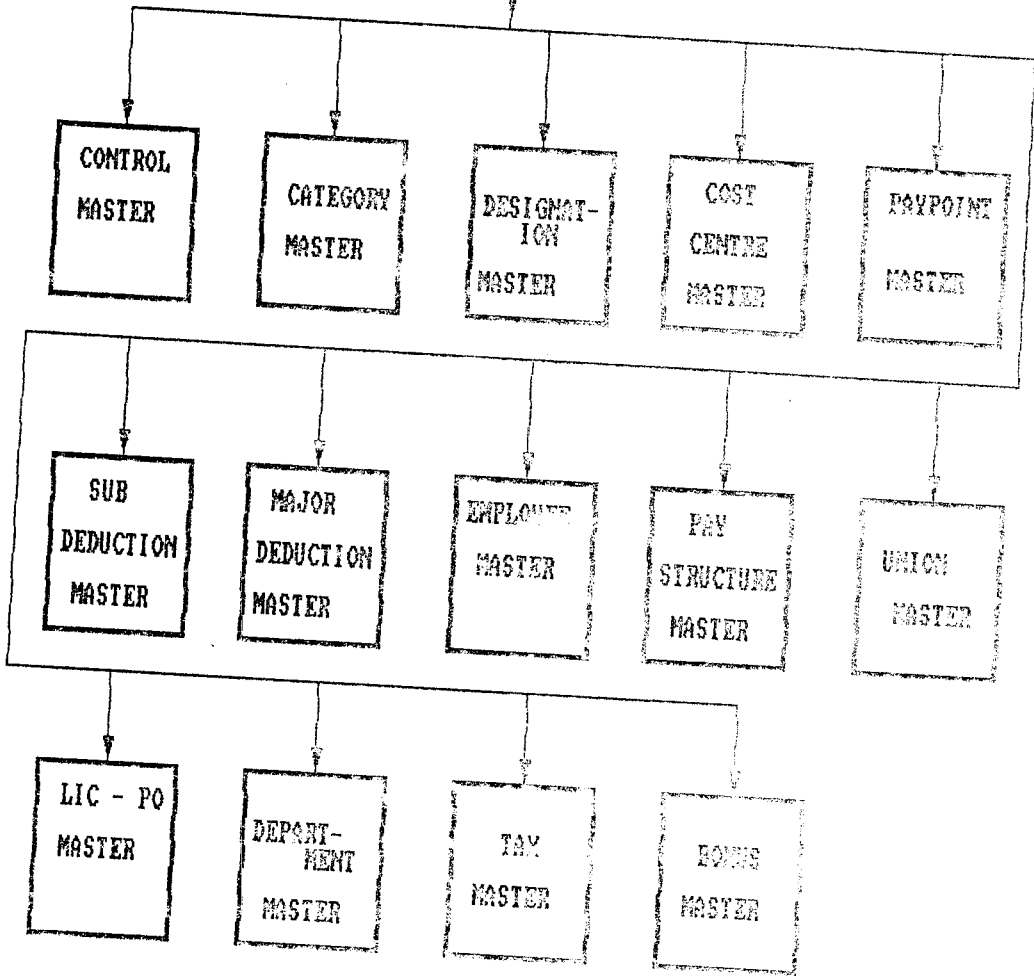 CONTROL
MASTER
CATEGORY
MASTER
DESIGNAT-
ION
MASTER
COST
CENTRE
MASTER
PAYPOINT
MASTER
SUB
DEDUCTION
MASTER
MAJOR
DEDUCTION
MASTER
EMPLOYEE
MASTER
PAY
STRUCTURE
MASTER
UNION
MASTER
LIC - PO
MASTER
DEPART-
MENT
MASTER
TAX
MASTER
BONUS
MASTER